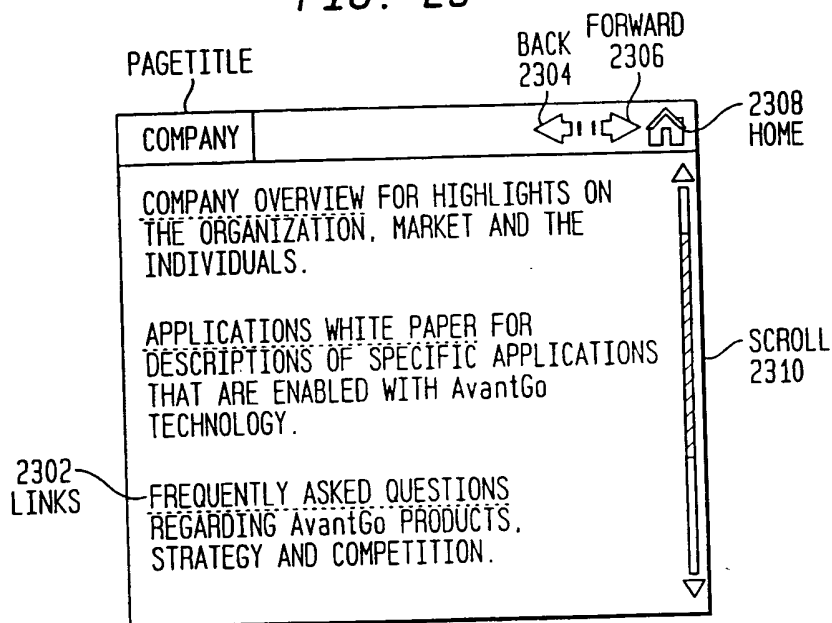 FIG. 23
PAGETITLE
BACK
2304
FORWARD
2306
2308
HOME
COMPANY
COMPANY OVERVIEW FOR HIGHLIGHTS ON
THE ORGANIZATION, MARKET AND THE
INDIVIDUALS.
APPLICATIONS WHITE PAPER FOR
DESCRIPTIONS OF SPECIFIC APPLICATIONS
THAT ARE ENABLED WITH AvantGo
TECHNOLOGY.
SCROLL
2310
2302
LINKS
FREQUENTLY ASKED QUESTIONS
REGARDING AvantGo PRODUCTS,
STRATEGY AND COMPETITION.